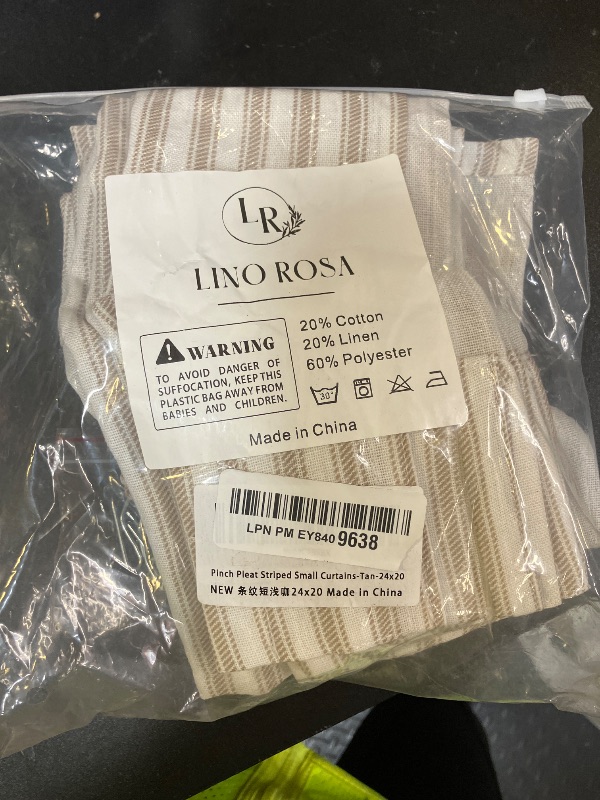 LR
LINO ROSA
WARNING
TO AVOID DANGER OF
SUFFOCATION, KEEP THIS
PLASTIC BAG AWAY FROM
BABIES AND CHILDREN.
20% Cotton
20% Linen
60% Polyester
30°
Made in China
LPN PM EY840 9638
Pinch Pleat Striped Small Curtains-Tan-24x20
NEW 条纹短浅咖24x20 Made in China